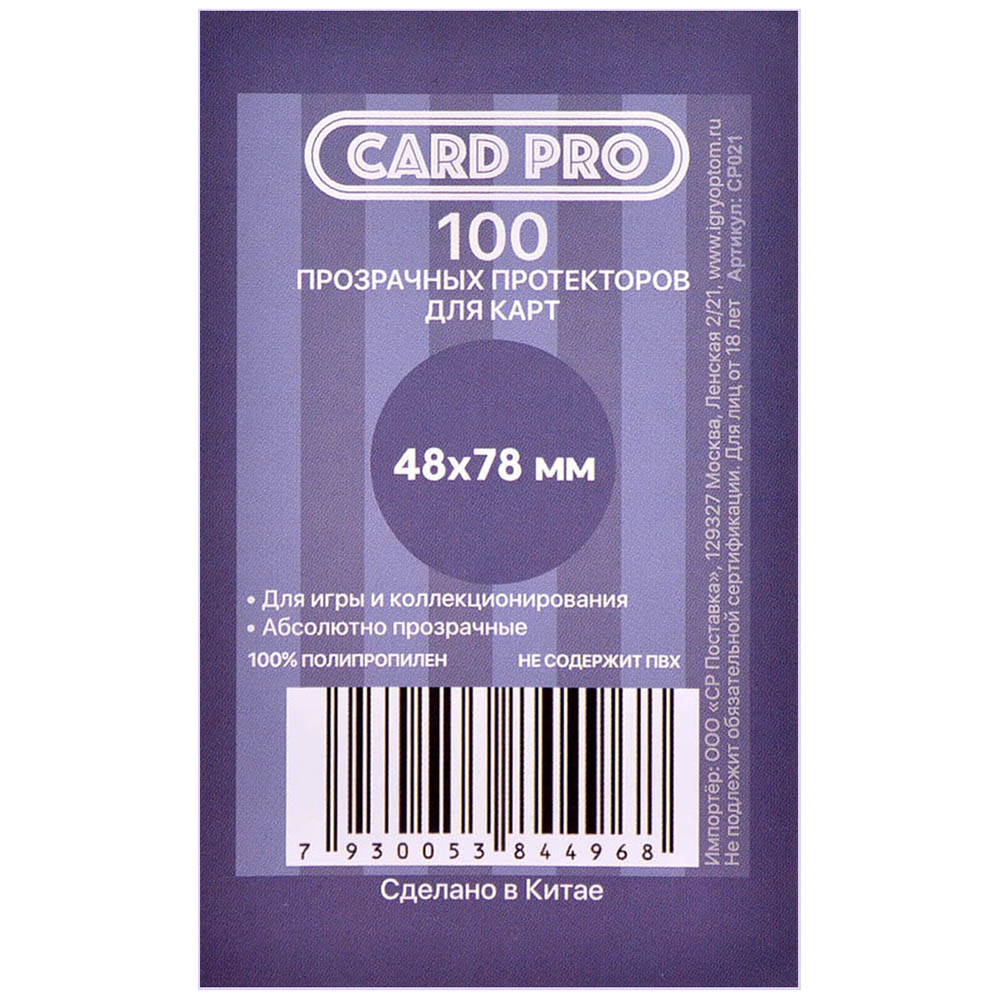 CARD PRO
100
ПРОЗРАЧНЫХ ПРОТЕКТОРОВ
ДЛЯ КАРТ
48x78 мм
• Для игры и коллекционирования
• Абсолютно прозрачные
100% ПОЛИПРОПИЛЕН НЕ СОДЕРЖИТ ПВХ
7 930053 844968
Сделано в Китае
Импортёр: ООО «СР Поставка», 129327 Москва, Ленская 2/21, www.igryoptom.ru
Не подлежит обязательной сертификации. Для лиц от 18 лет Артикул: CP021